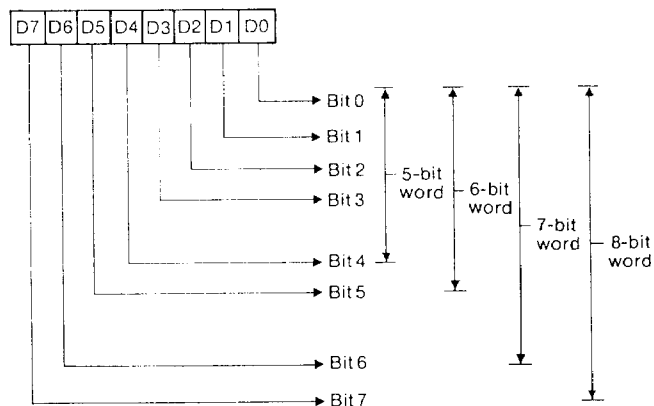 D7 D6 D5 D4 D3 D2 D1 D0
Bit 0
Bit 1
Bit 2
Bit 3
Bit 4
Bit 5
Bit 6
Bit 7
5-bit
word
6-bit
word
7-bit
word
8-bit
word